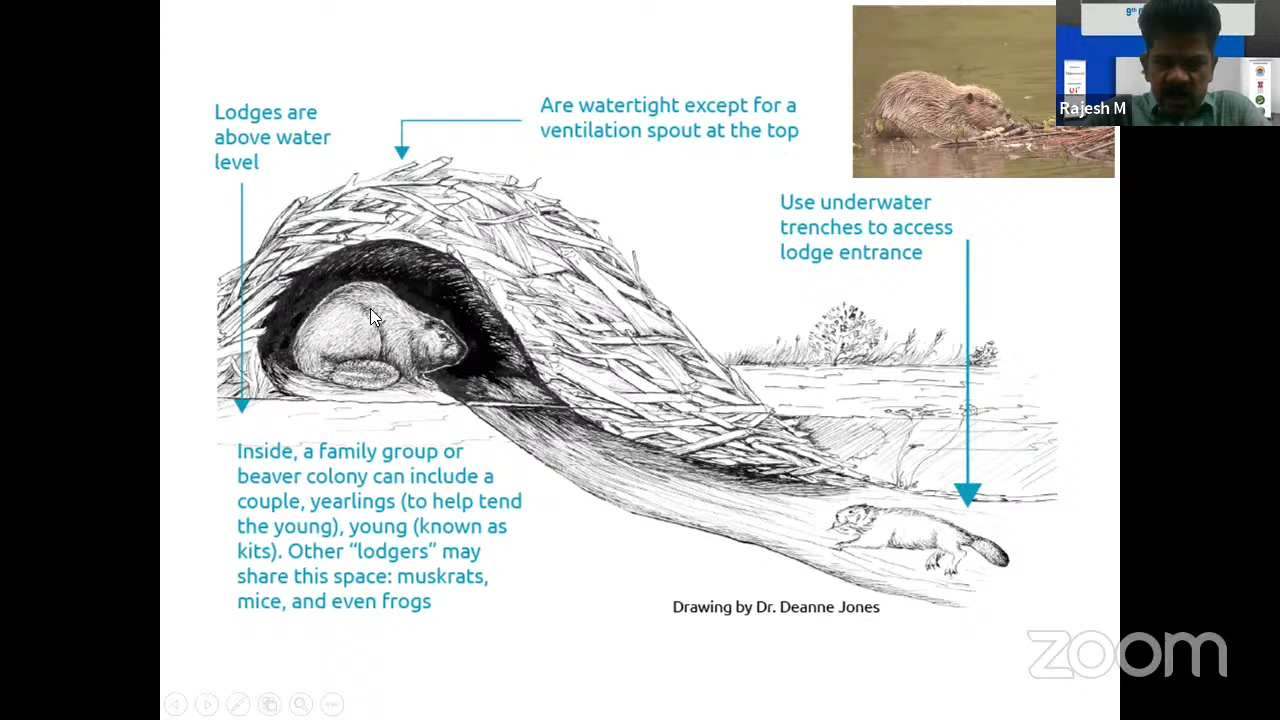 9th
Rajesh M
Lodges are
above water
level
Are watertight except for a
ventilation spout at the top
Use underwater
trenches to access
lodge entrance
Inside, a family group or
beaver colony can include a
couple, yearlings (to help tend
the young), young (known as
kits). Other “lodgers” may
share this space: muskrats,
mice, and even frogs
Drawing by Dr. Deanne Jones
zoom